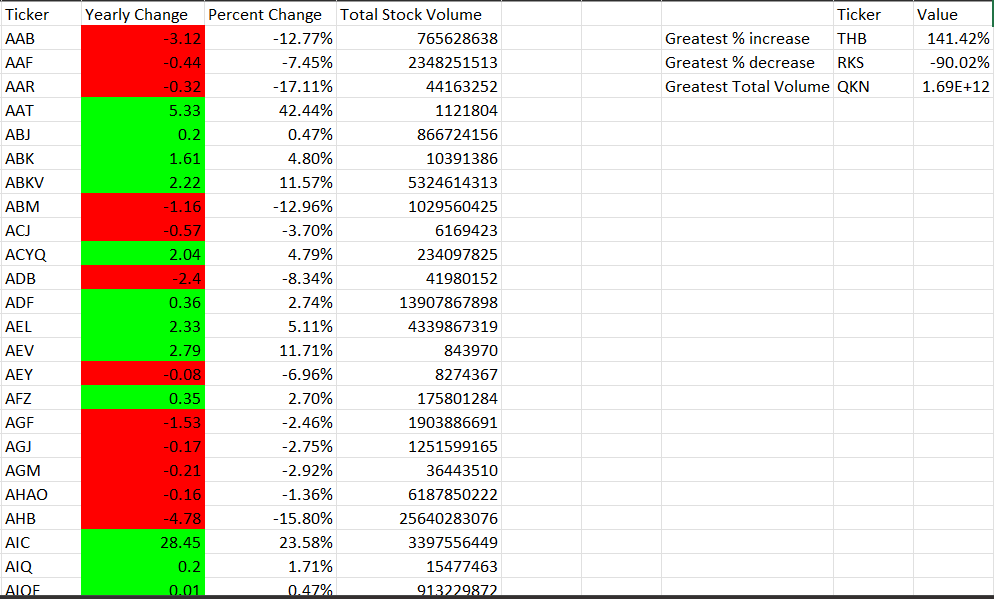 Ticker Yearly Change Percent Change Total Stock Volume Ticker Value
AAB -3.12 -12.77% 765628638 Greatest % increase THB 141.42%
AAF -0.44 -7.45% 2348251513 Greatest % decrease RKS -90.02%
AAR -0.32 -17.11% 44163252 Greatest Total Volume QKN 1.69E+12
AAT 5.33 42.44% 1121804
ABJ 0.2 0.47% 866724156
ABK 1.61 4.80% 10391386
ABKV 2.22 11.57% 5324614313
ABM -1.16 -12.96% 1029560425
ACJ -0.57 -3.70% 6169423
ACYQ 2.04 4.79% 234097825
ADB -2.4 -8.34% 41980152
ADF 0.36 2.74% 13907867898
AEL 2.33 5.11% 4339867319
AEV 2.79 11.71% 843970
AEY -0.08 -6.96% 8274367
AFZ 0.35 2.70% 175801284
AGF -1.53 -2.46% 1903886691
AGJ -0.17 -2.75% 1251599165
AGM -0.21 -2.92% 36443510
AHAO -0.16 -1.36% 6187850222
AHB -4.78 -15.80% 25640283076
AIC 28.45 23.58% 3397556449
AIQ 0.2 1.71% 15477463
0.01 0.47% 913229872